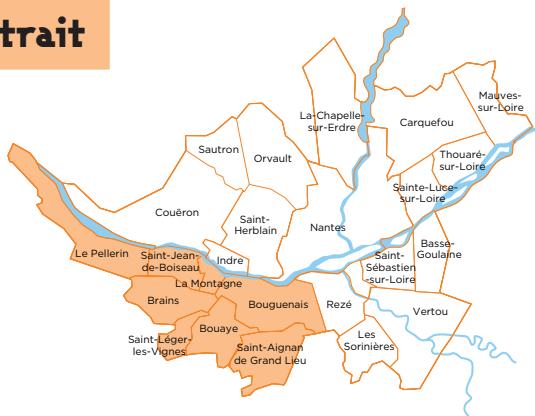 trait
Mauves-
sur-Loire
La-Chapelle-
sur-Erdre
Carquefou
Sautron
Orvault
Thouaré-
sur-Loire
Sainte-Luce-
sur-Loire
Couëron
Saint-
Herblain
Nantes
Basse-
Goulaine
Le Pellerin
Saint-Jean-
de-Boiseau
Indre
Saint-
Sébastien
-sur-Loire
La Montagne
Brains
Bouguenais
Rezé
Vertou
Bouaye
Saint-Léger-
les-Vignes
Saint-Aignan
de Grand Lieu
Les
Sorinières